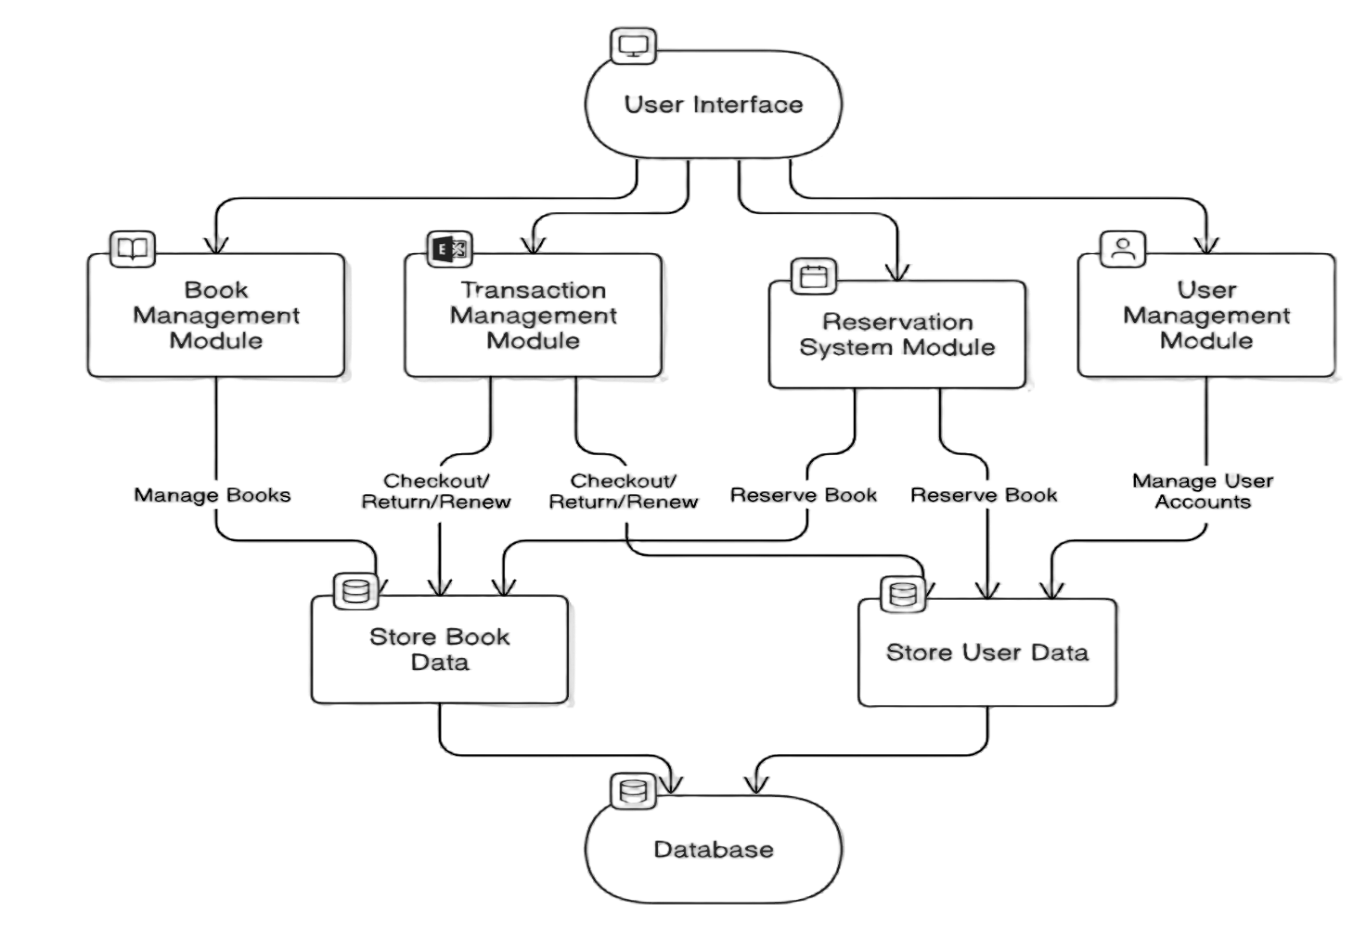 User Interface
Book
Management
Module
E
Transaction
Management
Module
Reservation
System Module
User
Management
Module
Manage Books
Checkout/
Return/Renew
Checkout/
Return/Renew
Reserve Book
Reserve Book
Manage User
Accounts
Store Book
Data
Store User Data
Database